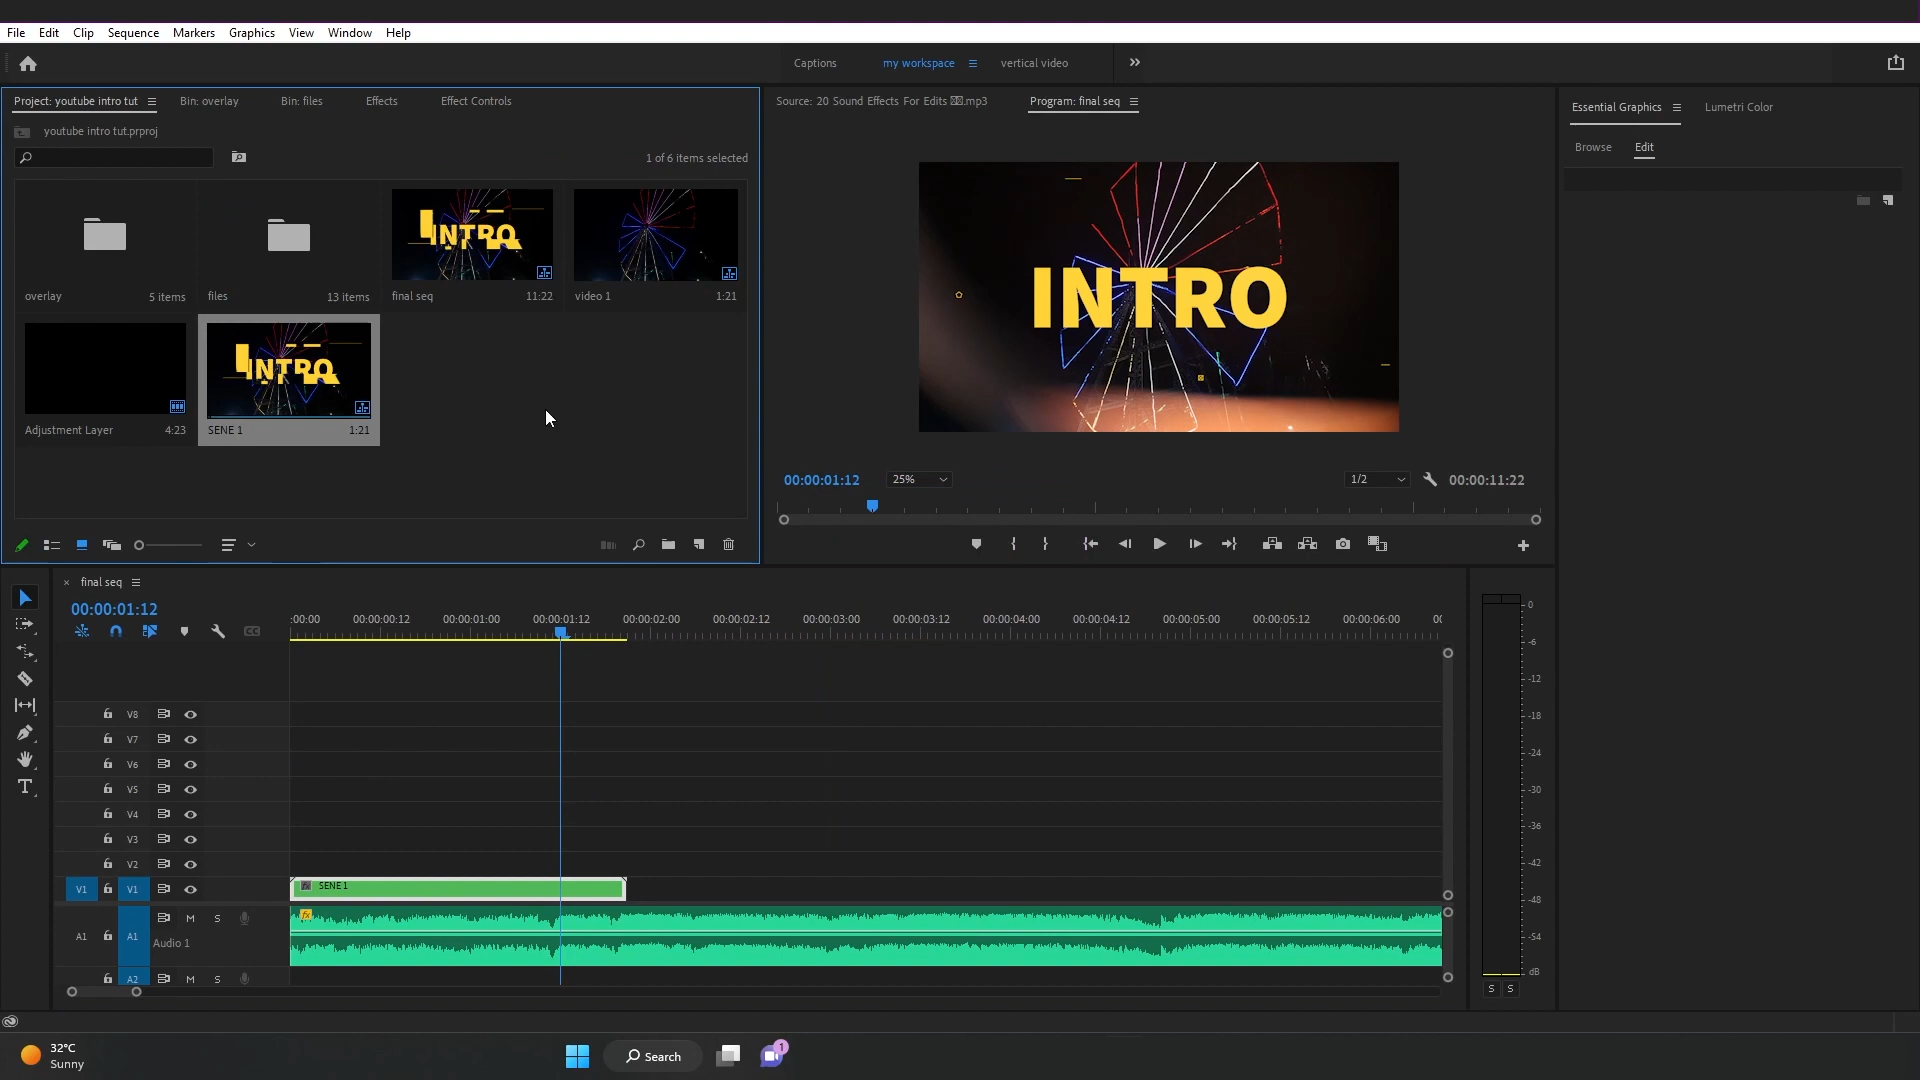 File Edit Clip Sequence Markers Graphics View Window Help
Captions my workspace vertical video
Project: youtube intro tut Bin: overlay Bin: files Effects Effect Controls
youtube intro tut.prproj
1 of 6 items selected
INTRO
INTRO
overlay 5 items files 13 items final seq 11:22 video 1 1:21
Adjustment Layer 4:23 SENE 1 1:21
Source: 20 Sound Effects For Edits .mp3 Program: final seq
INTRO
00:00:01:12 25% 1/2 00:00:11:22
Essential Graphics Lumetri Color
Browse Edit
× final seq
00:00:01:12
:00:00 00:00:00:12 00:00:01:00 00:00:01:12 00:00:02:00 00:00:02:12 00:00:03:00 00:00:03:12 00:00:04:00 00:00:04:12 00:00:05:00 00:00:05:12 00:00:06:00 00
CC
V8
V7
V6
V5
V4
V3
V2
V1 V1 fx SENE 1
A1 A1 M S fx
Audio 1
A2 M S
0
-6
-12
-18
-24
-30
-36
-42
-48
-54
dB
S S
T
32°C
Sunny
Search
1